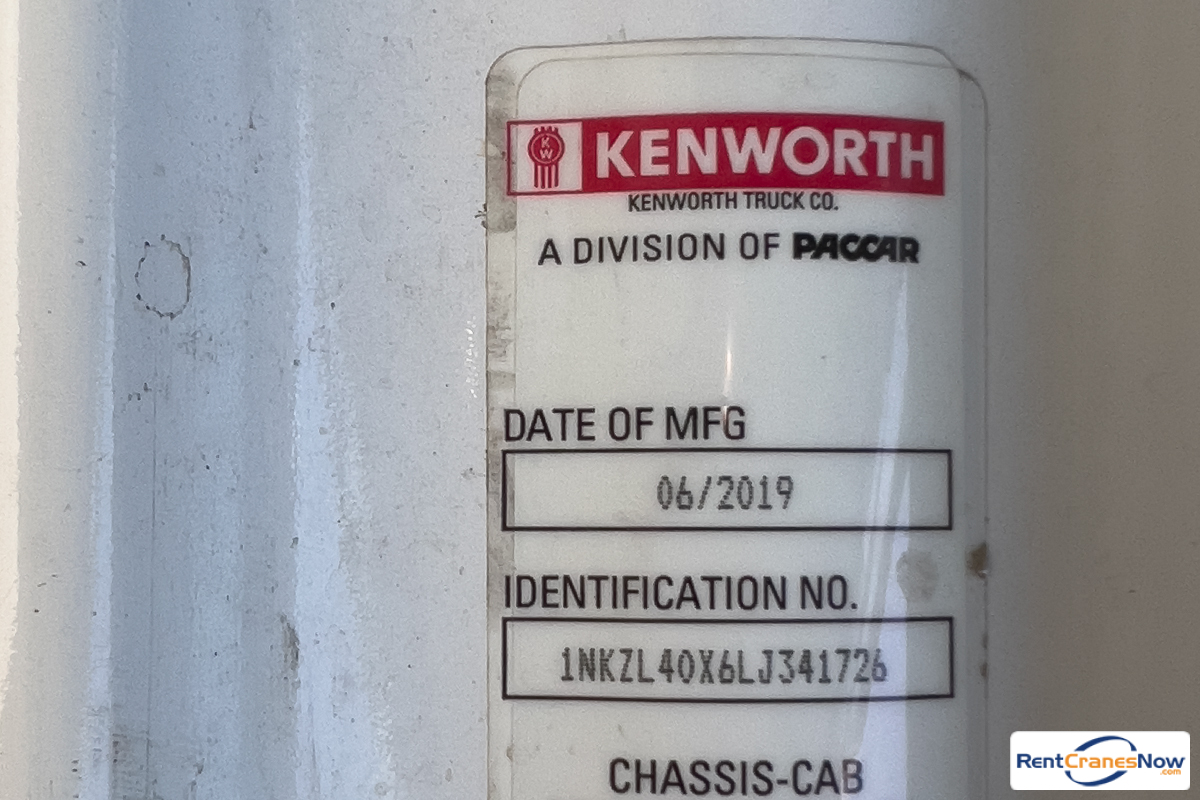 KW KENWORTH
KENWORTH TRUCK CO.
A DIVISION OF PACCAR
DATE OF MFG
06/2019
IDENTIFICATION NO.
1NKZL40X6LJ341726
CHASSIS-CAB
RentCranesNow
.com